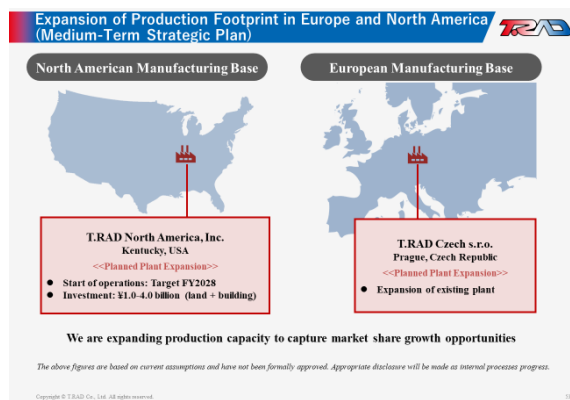 Expansion of Production Footprint in Europe and North America
(Medium-Term Strategic Plan)
T.RAD
North American Manufacturing Base
European Manufacturing Base
T.RAD North America, Inc.
Kentucky, USA
<<Planned Plant Expansion>>
● Start of operations: Target FY2028
● Investment: ¥1.0-4.0 billion (land + building)
T.RAD Czech s.r.o.
Prague, Czech Republic
<<Planned Plant Expansion>>
● Expansion of existing plant
We are expanding production capacity to capture market share growth opportunities
The above figures are based on current assumptions and have not been formally approved. Appropriate disclosure will be made as internal processes progress.
Copyright © T.RAD Co., Ltd. All rights reserved.